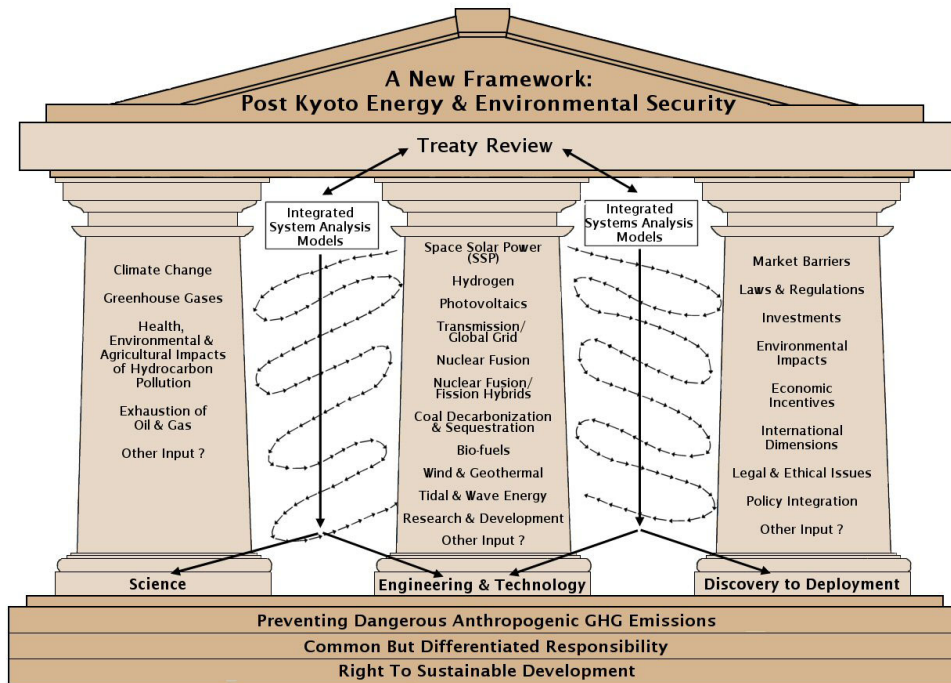 A New Framework:
Post Kyoto Energy & Environmental Security
Treaty Review
Integrated
System Analysis
Models
Integrated
Systems Analysis
Models
Climate Change
Greenhouse Gases
Health,
Environmental &
Agricultural Impacts
of Hydrocarbon
Pollution
Exhaustion of
Oil & Gas
Other Input ?
Space Solar Power
(SSP)
Hydrogen
Photovoltaics
Transmission/
Global Grid
Nuclear Fusion
Nuclear Fusion/
Fission Hybrids
Coal Decarbonization
& Sequestration
Bio-fuels
Wind & Geothermal
Tidal & Wave Energy
Research & Development
Other Input ?
Market Barriers
Laws & Regulations
Investments
Environmental
Impacts
Economic
Incentives
International
Dimensions
Legal & Ethical Issues
Policy Integration
Other Input ?
Science
Engineering & Technology
Discovery to Deployment
Preventing Dangerous Anthropogenic GHG Emissions
Common But Differentiated Responsibility
Right To Sustainable Development